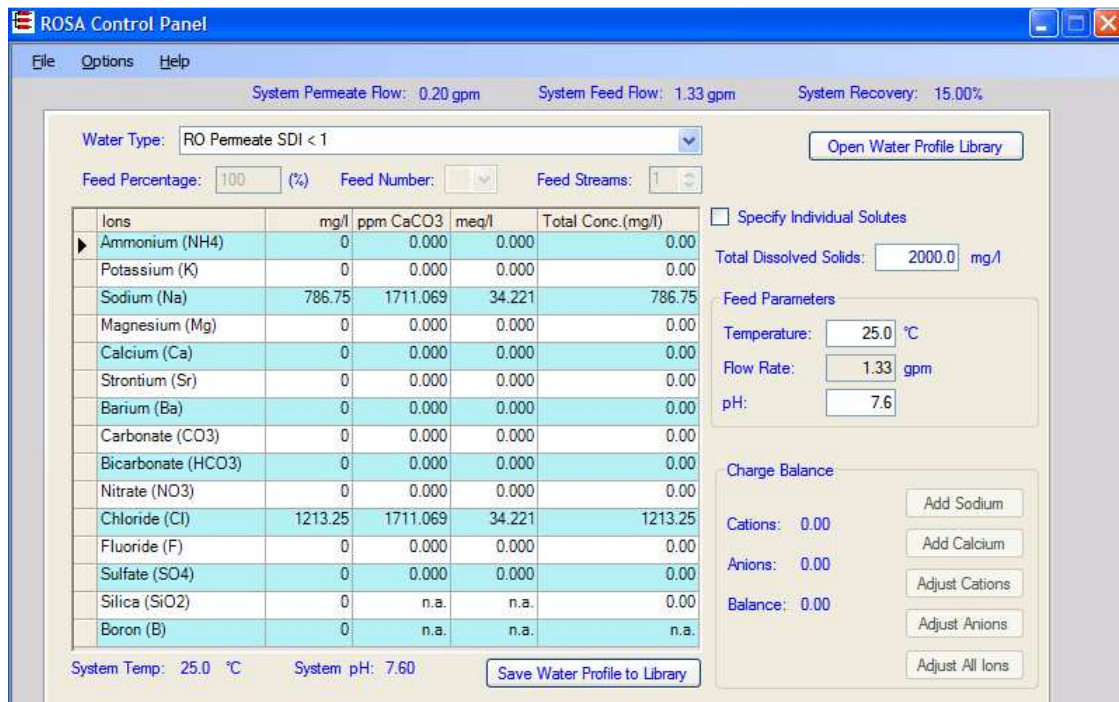 ROSA Control Panel
File Options Help
System Permeate Flow: 0.20 gpm System Feed Flow: 1.33 gpm System Recovery: 15.00%
Water Type: RO Permeate SDI < 1 Open Water Profile Library
Feed Percentage: 100 (%) Feed Number: Feed Streams: 1
Ions mg/l ppm CaCO3 meq/l Total Conc.(mg/l)
Ammonium (NH4) 0 0.000 0.000 0.00
Potassium (K) 0 0.000 0.000 0.00
Sodium (Na) 786.75 1711.069 34.221 786.75
Magnesium (Mg) 0 0.000 0.000 0.00
Calcium (Ca) 0 0.000 0.000 0.00
Strontium (Sr) 0 0.000 0.000 0.00
Barium (Ba) 0 0.000 0.000 0.00
Carbonate (CO3) 0 0.000 0.000 0.00
Bicarbonate (HCO3) 0 0.000 0.000 0.00
Nitrate (NO3) 0 0.000 0.000 0.00
Chloride (Cl) 1213.25 1711.069 34.221 1213.25
Fluoride (F) 0 0.000 0.000 0.00
Sulfate (SO4) 0 0.000 0.000 0.00
Silica (SiO2) 0 n.a. n.a. 0.00
Boron (B) 0 n.a. n.a. n.a.
System Temp: 25.0 °C System pH: 7.60 Save Water Profile to Library
Specify Individual Solutes
Total Dissolved Solids: 2000.0 mg/l
Feed Parameters
Temperature: 25.0 °C
Flow Rate: 1.33 gpm
pH: 7.6
Charge Balance
Cations: 0.00
Anions: 0.00
Balance: 0.00
Add Sodium
Add Calcium
Adjust Cations
Adjust Anions
Adjust All Ions